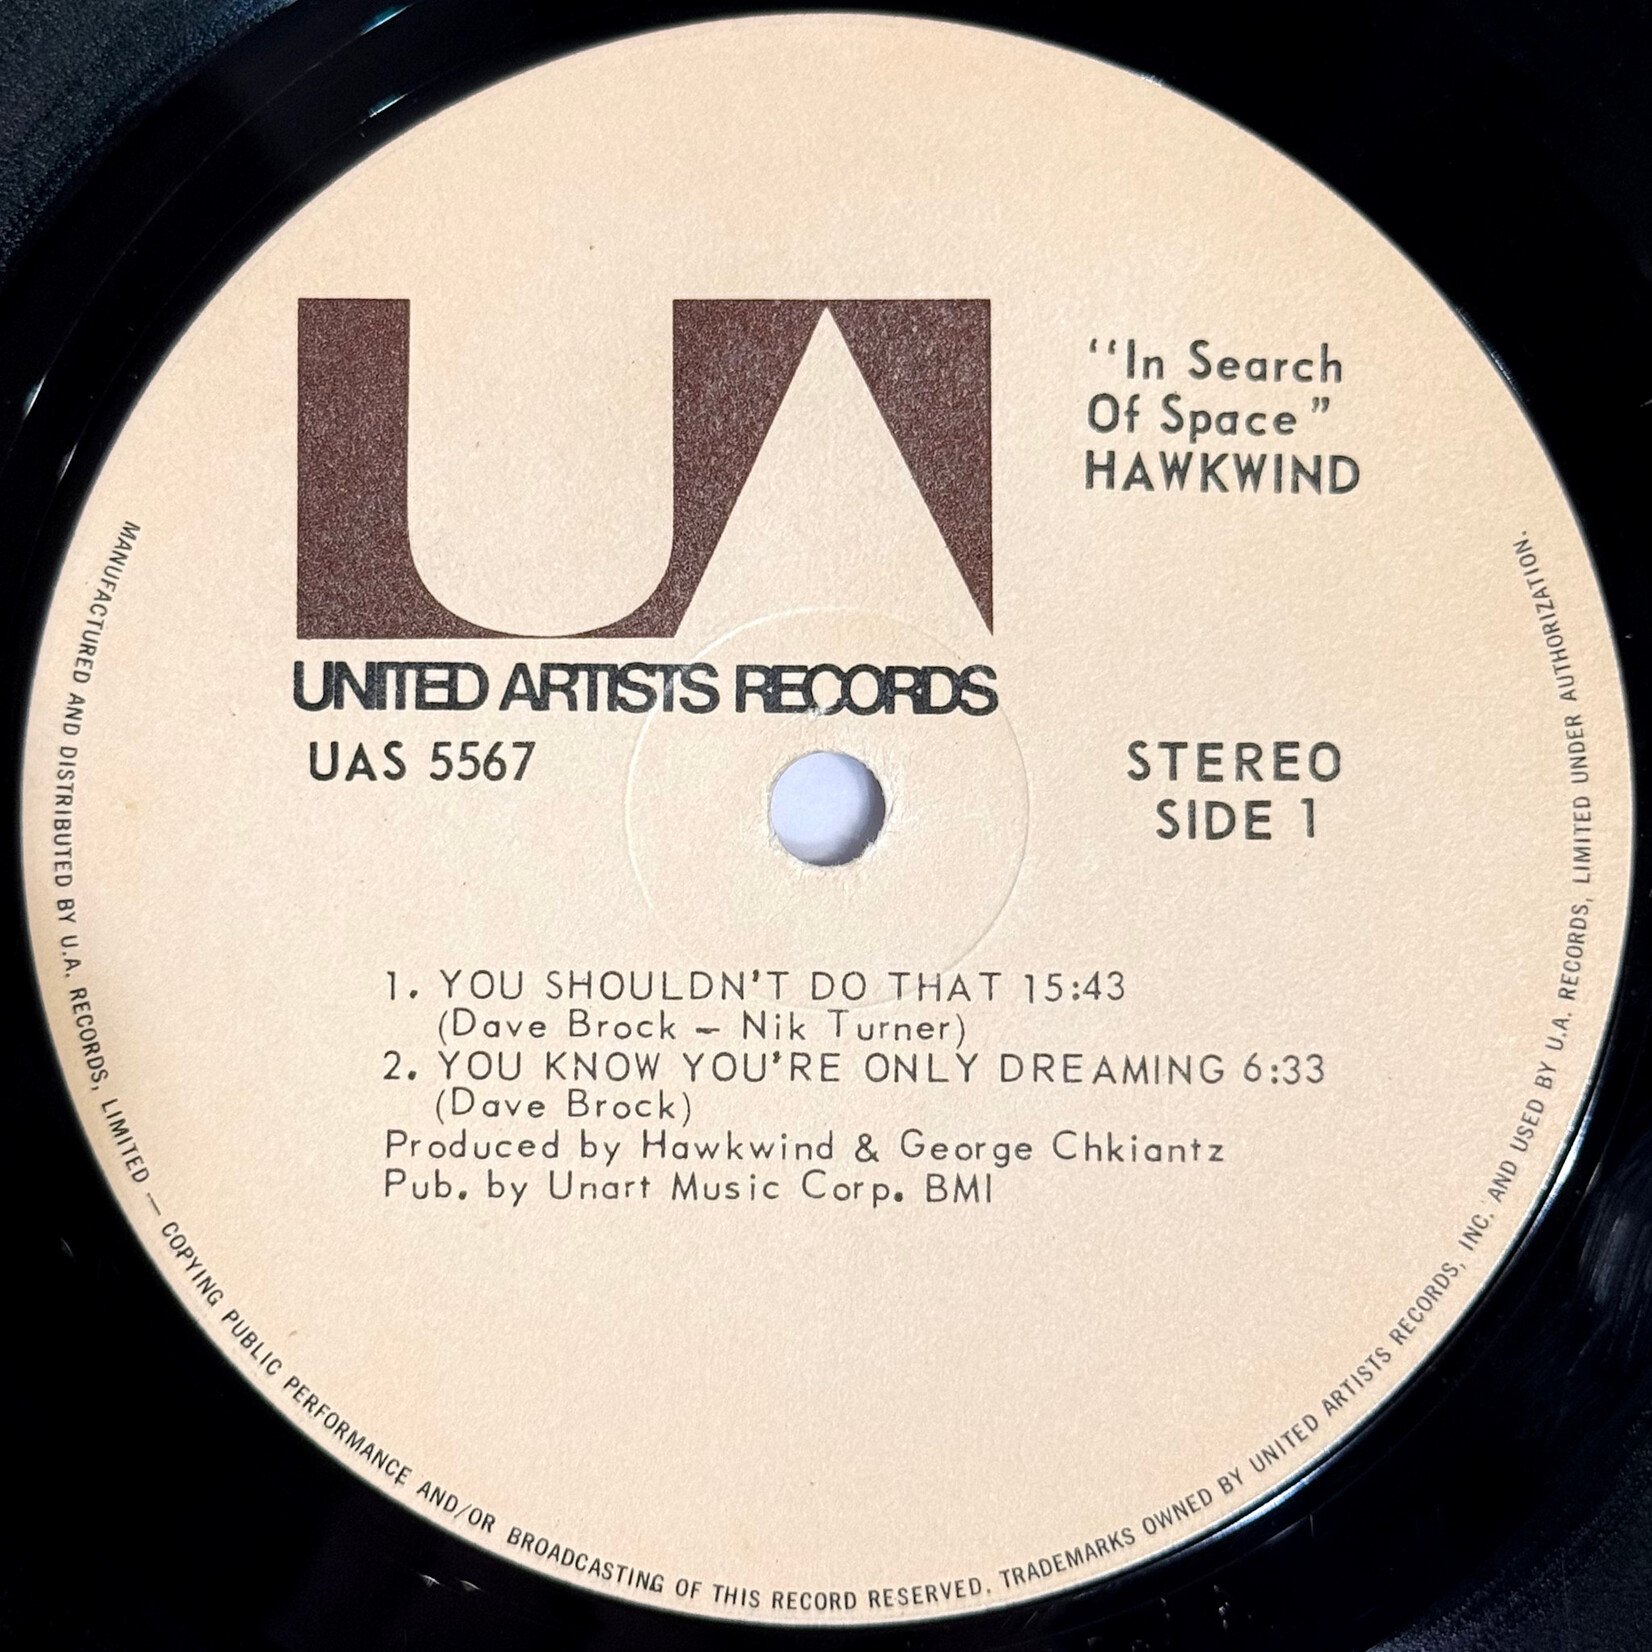 UA
UNITED ARTISTS RECORDS
UAS 5567
‘‘In Search
Of Space”
HAWKWIND
STEREO
SIDE 1
1. YOU SHOULDN'T DO THAT 15:43
(Dave Brock – Nik Turner)
2. YOU KNOW YOU'RE ONLY DREAMING 6:33
(Dave Brock)
Produced by Hawkwind & George Chkiantz
Pub. by Unart Music Corp. BMI
MANUFACTURED AND DISTRIBUTED BY U.A. RECORDS, LIMITED — COPYING PUBLIC PERFORMANCE AND/OR BROADCASTING OF THIS RECORD RESERVED. TRADEMARKS OWNED BY UNITED ARTISTS RECORDS, INC. AND USED BY U.A. RECORDS, LIMITED UNDER AUTHORIZATION.